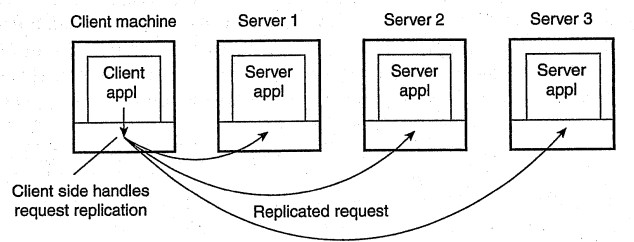 Client machine
Server 1
Server 2
Server 3
Client
appl
Server
appl
Server
appl
Server
appl
Client side handles
request replication
Replicated request